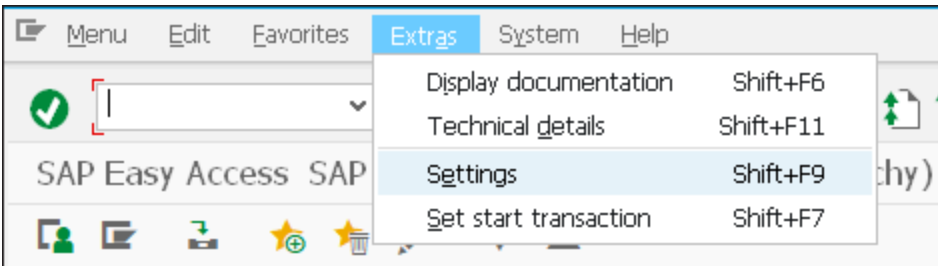 Menu Edit Favorites Extras System Help
Display documentation Shift+F6
Technical details Shift+F11
SAP Easy Access SAP
chy)
Settings Shift+F9
Set start transaction Shift+F7